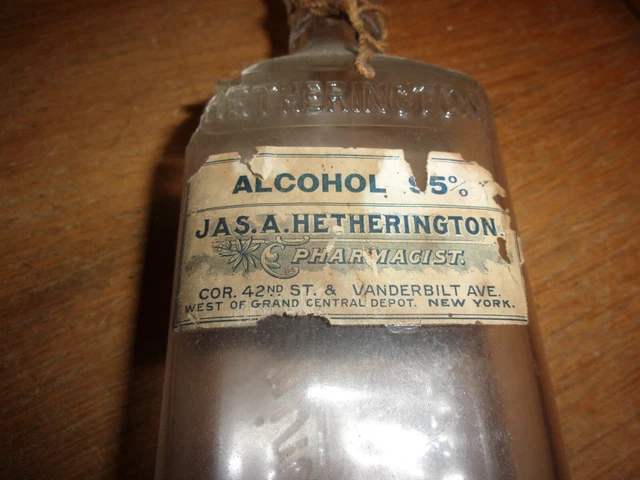 HETHERINGTON
ALCOHOL 95%
JAS. A. HETHERINGTON.
PHARMACIST.
COR. 42ND ST. & VANDERBILT AVE.
WEST OF GRAND CENTRAL DEPOT. NEW YORK.